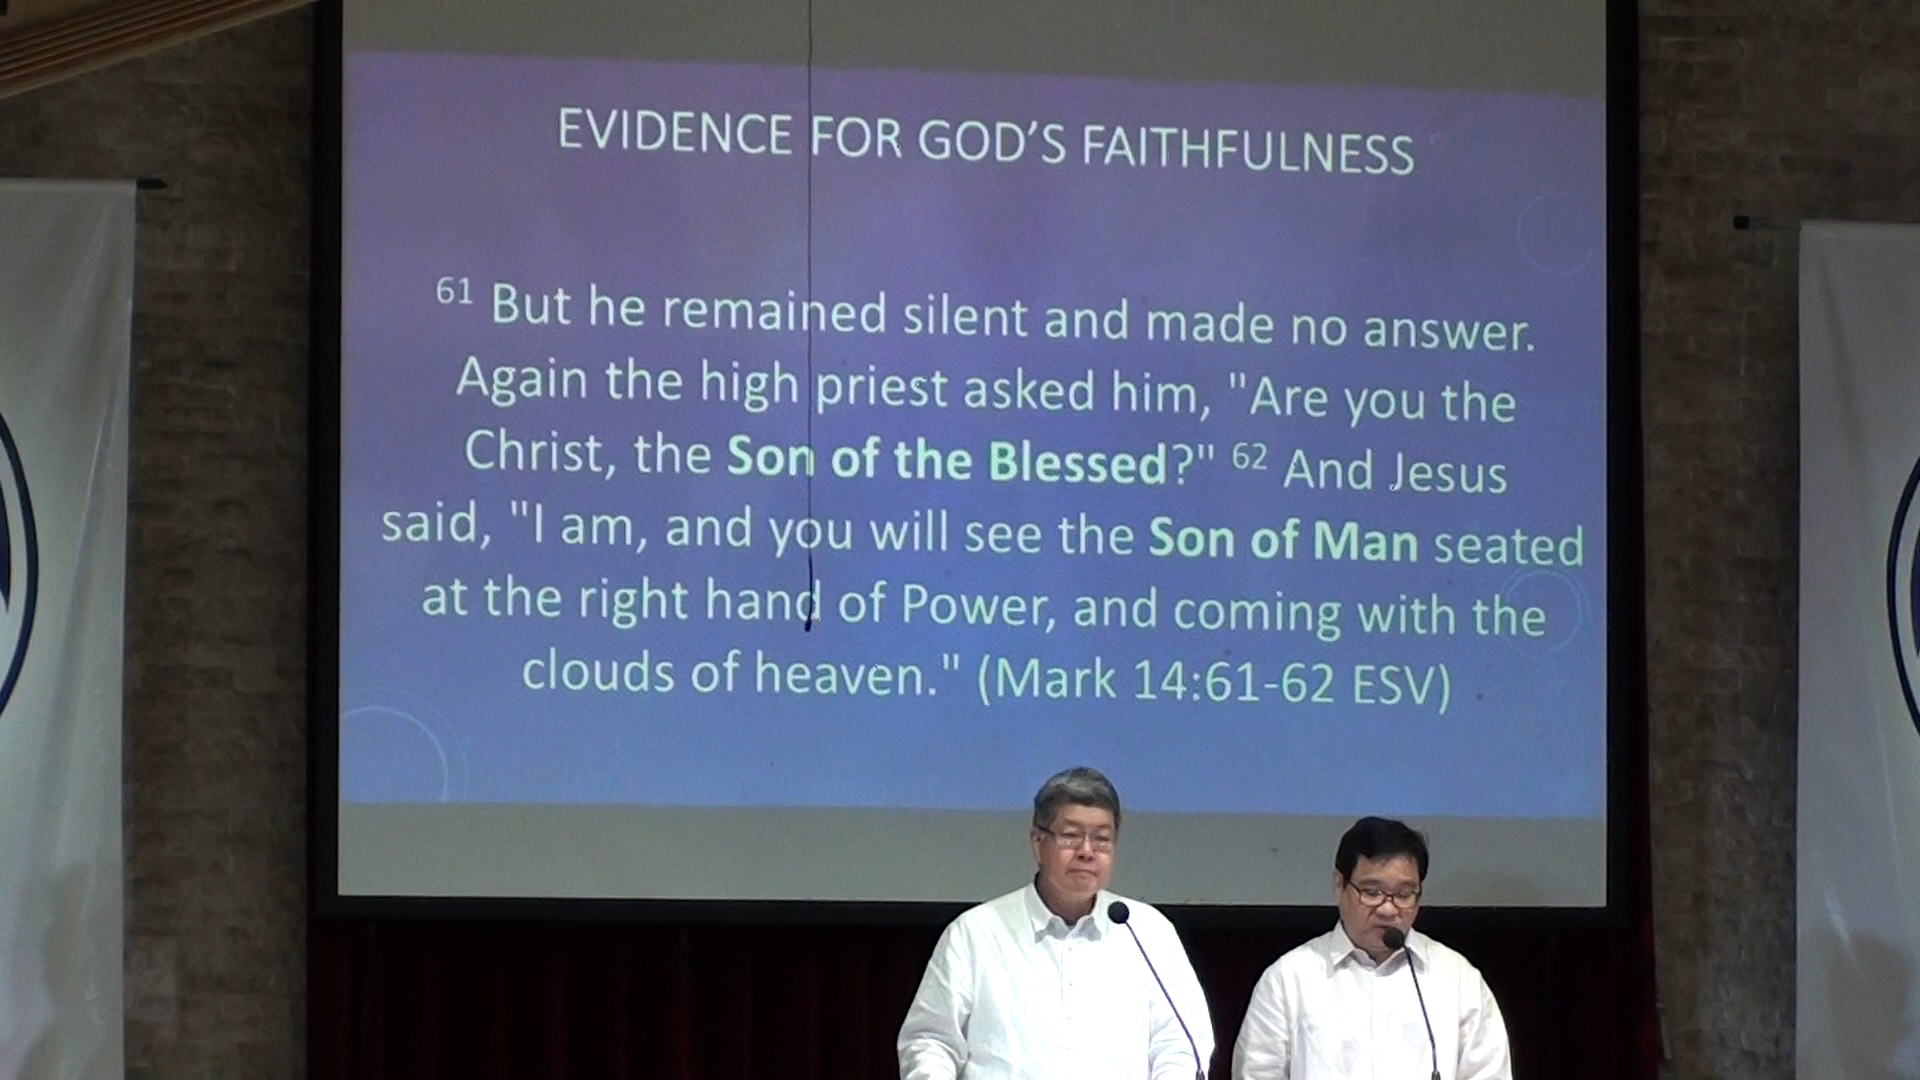 EVIDENCE FOR GOD’S FAITHFULNESS
61 But he remained silent and made no answer.
Again the high priest asked him, "Are you the
Christ, the Son of the Blessed?" 62 And Jesus
said, "I am, and you will see the Son of Man seated
at the right hand of Power, and coming with the
clouds of heaven." (Mark 14:61-62 ESV)